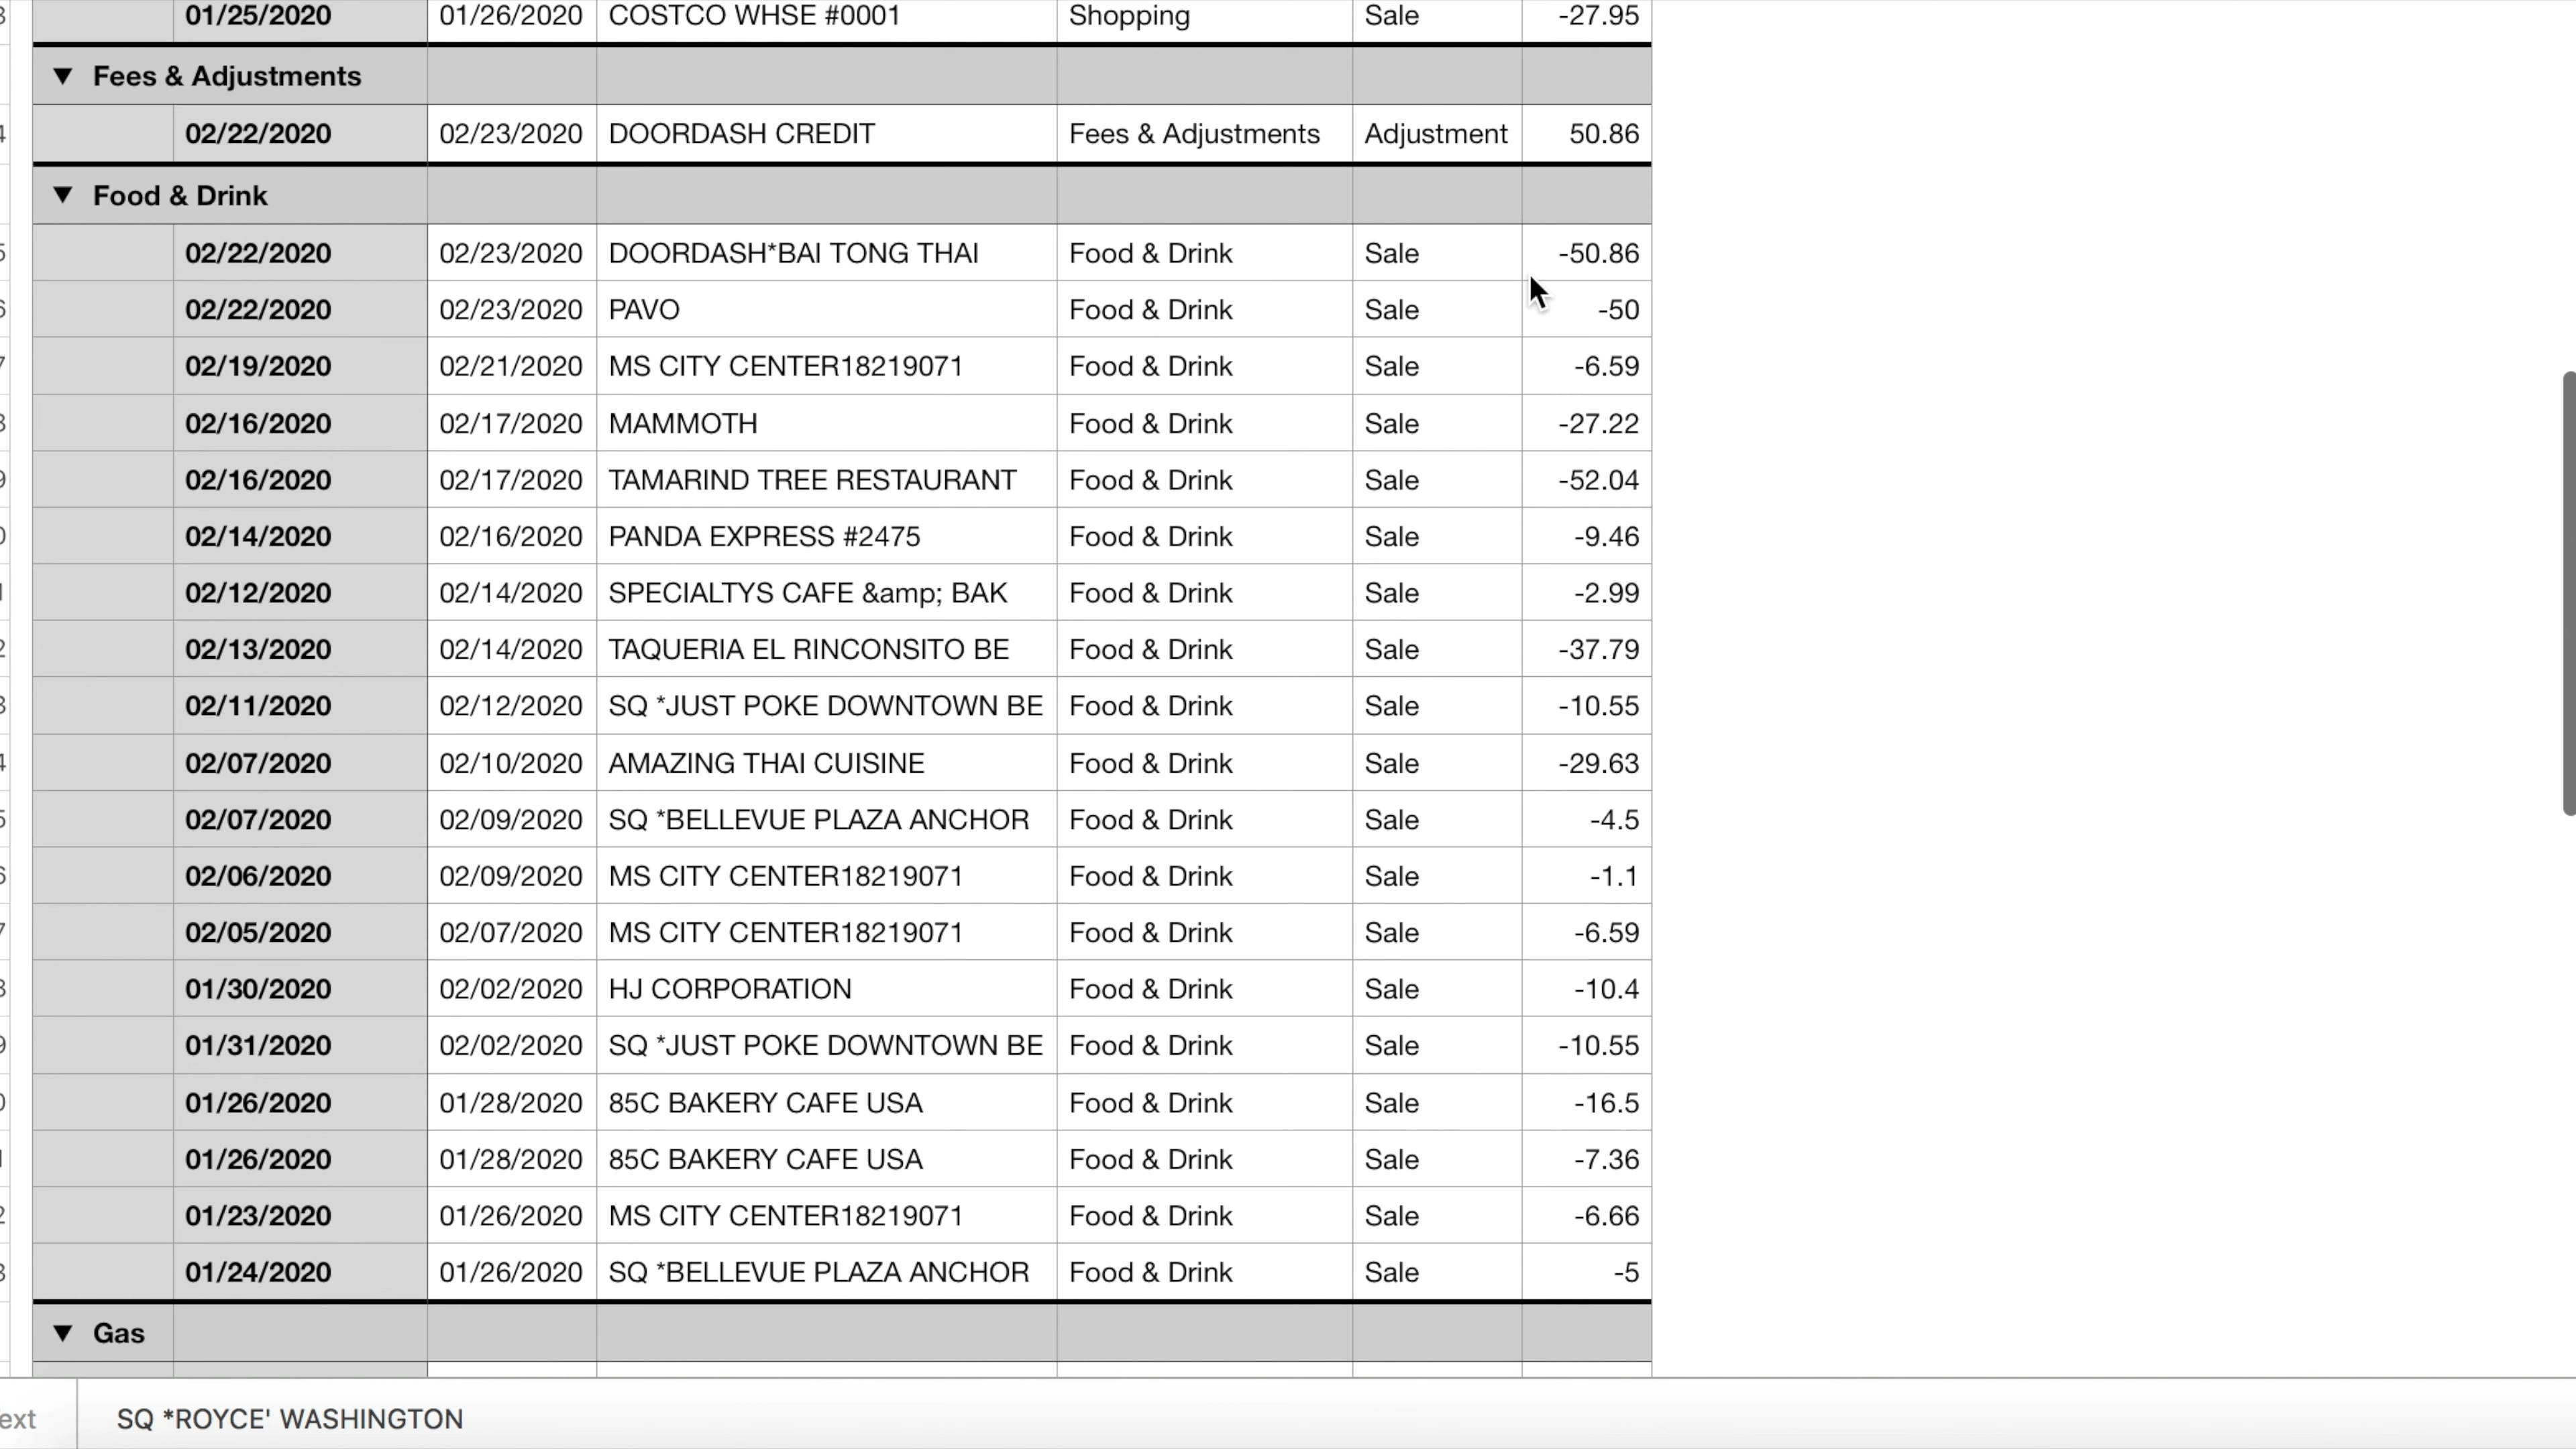 01/25/2020 01/26/2020 COSTCO WHSE #0001 Shopping Sale -27.95
▼ Fees & Adjustments
02/22/2020 02/23/2020 DOORDASH CREDIT Fees & Adjustments Adjustment 50.86
▼ Food & Drink
02/22/2020 02/23/2020 DOORDASH*BAI TONG THAI Food & Drink Sale -50.86
02/22/2020 02/23/2020 PAVO Food & Drink Sale -50
02/19/2020 02/21/2020 MS CITY CENTER18219071 Food & Drink Sale -6.59
02/16/2020 02/17/2020 MAMMOTH Food & Drink Sale -27.22
02/16/2020 02/17/2020 TAMARIND TREE RESTAURANT Food & Drink Sale -52.04
02/14/2020 02/16/2020 PANDA EXPRESS #2475 Food & Drink Sale -9.46
02/12/2020 02/14/2020 SPECIALTYS CAFE &amp; BAK Food & Drink Sale -2.99
02/13/2020 02/14/2020 TAQUERIA EL RINCONSITO BE Food & Drink Sale -37.79
02/11/2020 02/12/2020 SQ *JUST POKE DOWNTOWN BE Food & Drink Sale -10.55
02/07/2020 02/10/2020 AMAZING THAI CUISINE Food & Drink Sale -29.63
02/07/2020 02/09/2020 SQ *BELLEVUE PLAZA ANCHOR Food & Drink Sale -4.5
02/06/2020 02/09/2020 MS CITY CENTER18219071 Food & Drink Sale -1.1
02/05/2020 02/07/2020 MS CITY CENTER18219071 Food & Drink Sale -6.59
01/30/2020 02/02/2020 HJ CORPORATION Food & Drink Sale -10.4
01/31/2020 02/02/2020 SQ *JUST POKE DOWNTOWN BE Food & Drink Sale -10.55
01/26/2020 01/28/2020 85C BAKERY CAFE USA Food & Drink Sale -16.5
01/26/2020 01/28/2020 85C BAKERY CAFE USA Food & Drink Sale -7.36
01/23/2020 01/26/2020 MS CITY CENTER18219071 Food & Drink Sale -6.66
01/24/2020 01/26/2020 SQ *BELLEVUE PLAZA ANCHOR Food & Drink Sale -5
▼ Gas
ext SQ *ROYCE' WASHINGTON